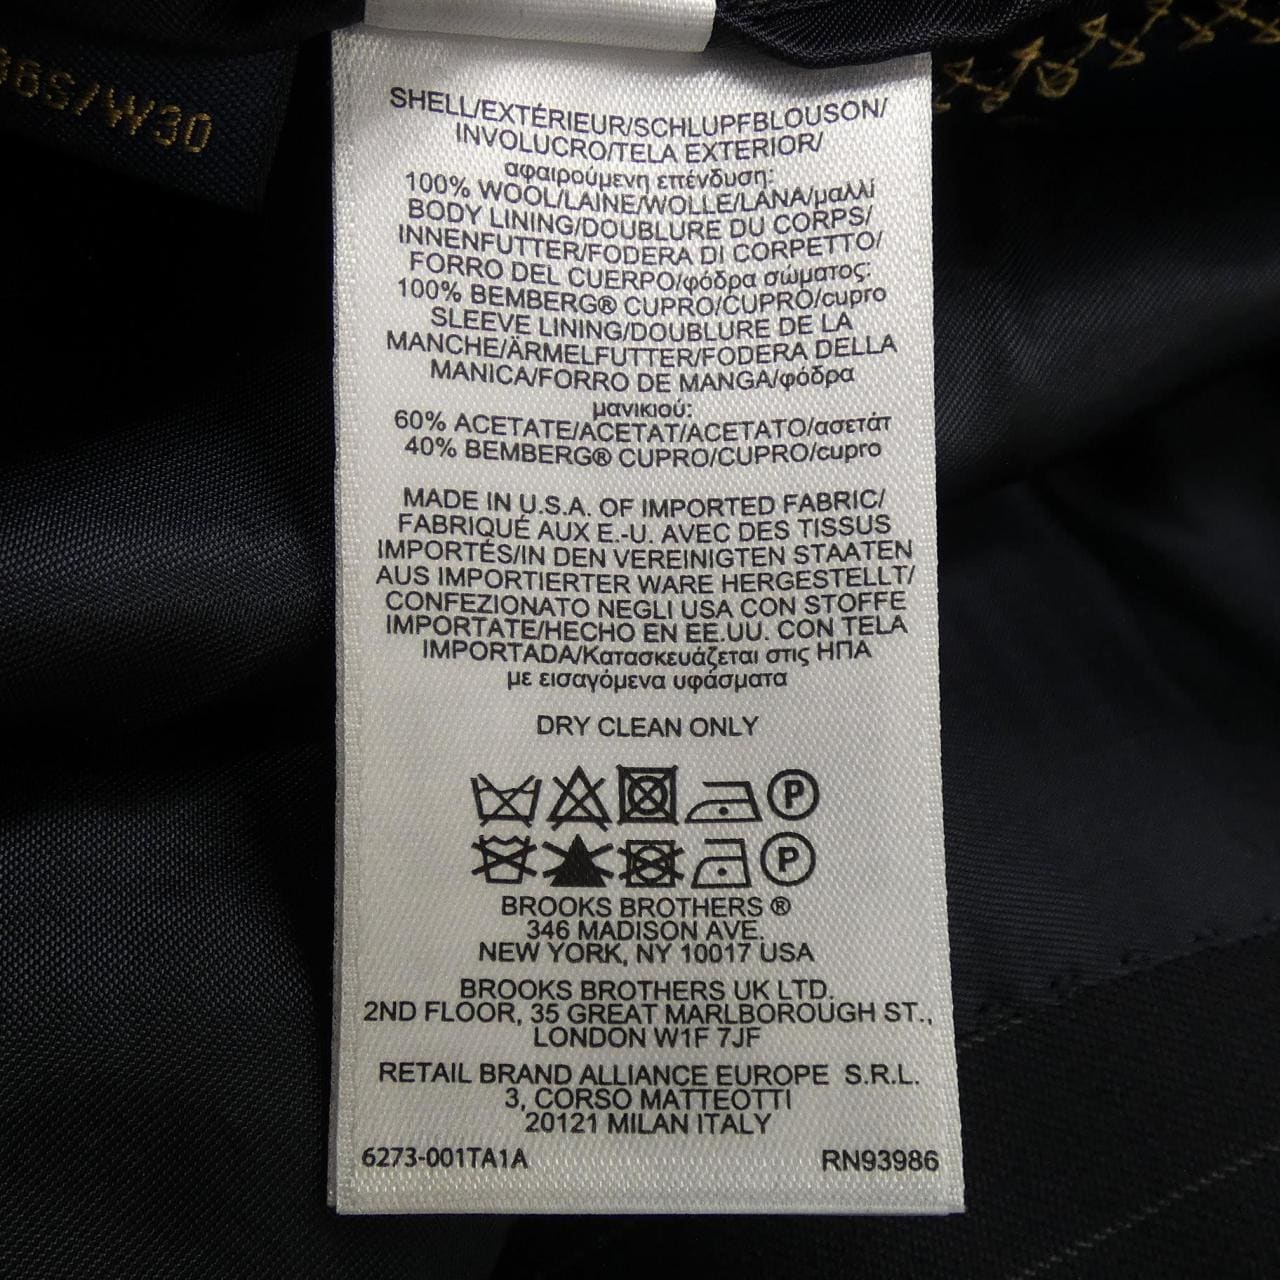 36S/W30
SHELL/EXTÉRIEUR/SCHLUPFBLOUSON/
INVOLUCRO/TELA EXTERIOR/
αφαιρούμενη επένδυση:
100% WOOL/LAINE/WOLLE/LANA/μαλλί
BODY LINING/DOUBLURE DU CORPS/
INNENFUTTER/FODERA DI CORPETTO/
FORRO DEL CUERPO/φόδρα σώματος:
100% BEMBERG® CUPRO/CUPRO/cupro
SLEEVE LINING/DOUBLURE DE LA
MANCHE/ÄRMELFUTTER/FODERA DELLA
MANICA/FORRO DE MANGA/φόδρα
μανικιού:
60% ACETATE/ACETAT/ACETATO/ασετάτ
40% BEMBERG® CUPRO/CUPRO/cupro
MADE IN U.S.A. OF IMPORTED FABRIC/
FABRIQUÉ AUX E.-U. AVEC DES TISSUS
IMPORTÉS/IN DEN VEREINIGTEN STAATEN
AUS IMPORTIERTER WARE HERGESTELLT/
CONFEZIONATO NEGLI USA CON STOFFE
IMPORTATE/HECHO EN EE.UU. CON TELA
IMPORTADA/Κατασκευάζεται στις ΗΠΑ
με εισαγόμενα υφάσματα
DRY CLEAN ONLY
P
P
BROOKS BROTHERS ®
346 MADISON AVE.
NEW YORK, NY 10017 USA
BROOKS BROTHERS UK LTD.
2ND FLOOR, 35 GREAT MARLBOROUGH ST.,
LONDON W1F 7JF
RETAIL BRAND ALLIANCE EUROPE S.R.L.
3, CORSO MATTEOTTI
20121 MILAN ITALY
6273-001TA1A RN93986